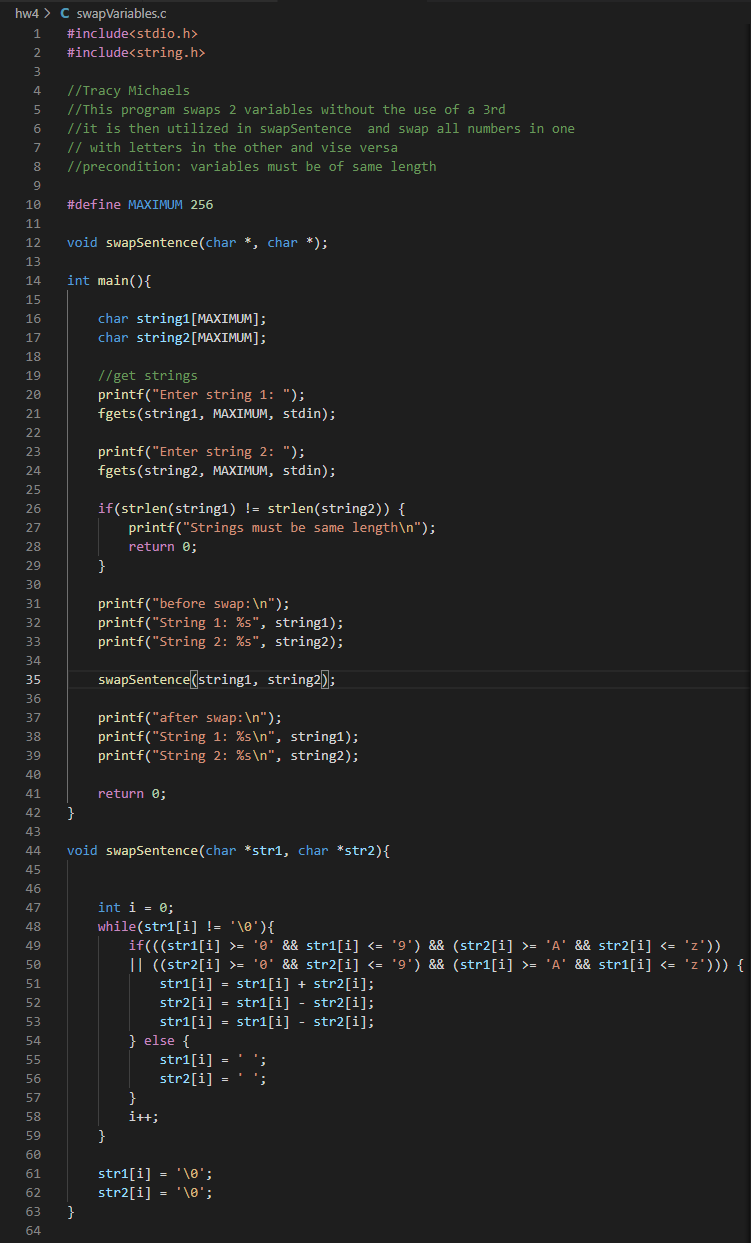 hw4 > C swapVariables.c
1 #include<stdio.h>
2 #include<string.h>
3
4 //Tracy Michaels
5 //This program swaps 2 variables without the use of a 3rd
6 //it is then utilized in swapSentence  and swap all numbers in one
7 // with letters in the other and vise versa
8 //precondition: variables must be of same length
9
10 #define MAXIMUM 256
11
12 void swapSentence(char *, char *);
13
14 int main(){
15
16     char string1[MAXIMUM];
17     char string2[MAXIMUM];
18
19     //get strings
20     printf("Enter string 1: ");
21     fgets(string1, MAXIMUM, stdin);
22
23     printf("Enter string 2: ");
24     fgets(string2, MAXIMUM, stdin);
25
26     if(strlen(string1) != strlen(string2)) {
27         printf("Strings must be same length\n");
28         return 0;
29     }
30
31     printf("before swap:\n");
32     printf("String 1: %s", string1);
33     printf("String 2: %s", string2);
34
35     swapSentence(string1, string2);
36
37     printf("after swap:\n");
38     printf("String 1: %s\n", string1);
39     printf("String 2: %s\n", string2);
40
41     return 0;
42 }
43
44 void swapSentence(char *str1, char *str2){
45
46
47     int i = 0;
48     while(str1[i] != '\0'){
49         if(((str1[i] >= '0' && str1[i] <= '9') && (str2[i] >= 'A' && str2[i] <= 'z'))
50         || ((str2[i] >= '0' && str2[i] <= '9') && (str1[i] >= 'A' && str1[i] <= 'z'))) {
51             str1[i] = str1[i] + str2[i];
52             str2[i] = str1[i] - str2[i];
53             str1[i] = str1[i] - str2[i];
54         } else {
55             str1[i] = ' ';
56             str2[i] = ' ';
57         }
58         i++;
59     }
60
61     str1[i] = '\0';
62     str2[i] = '\0';
63 }
64